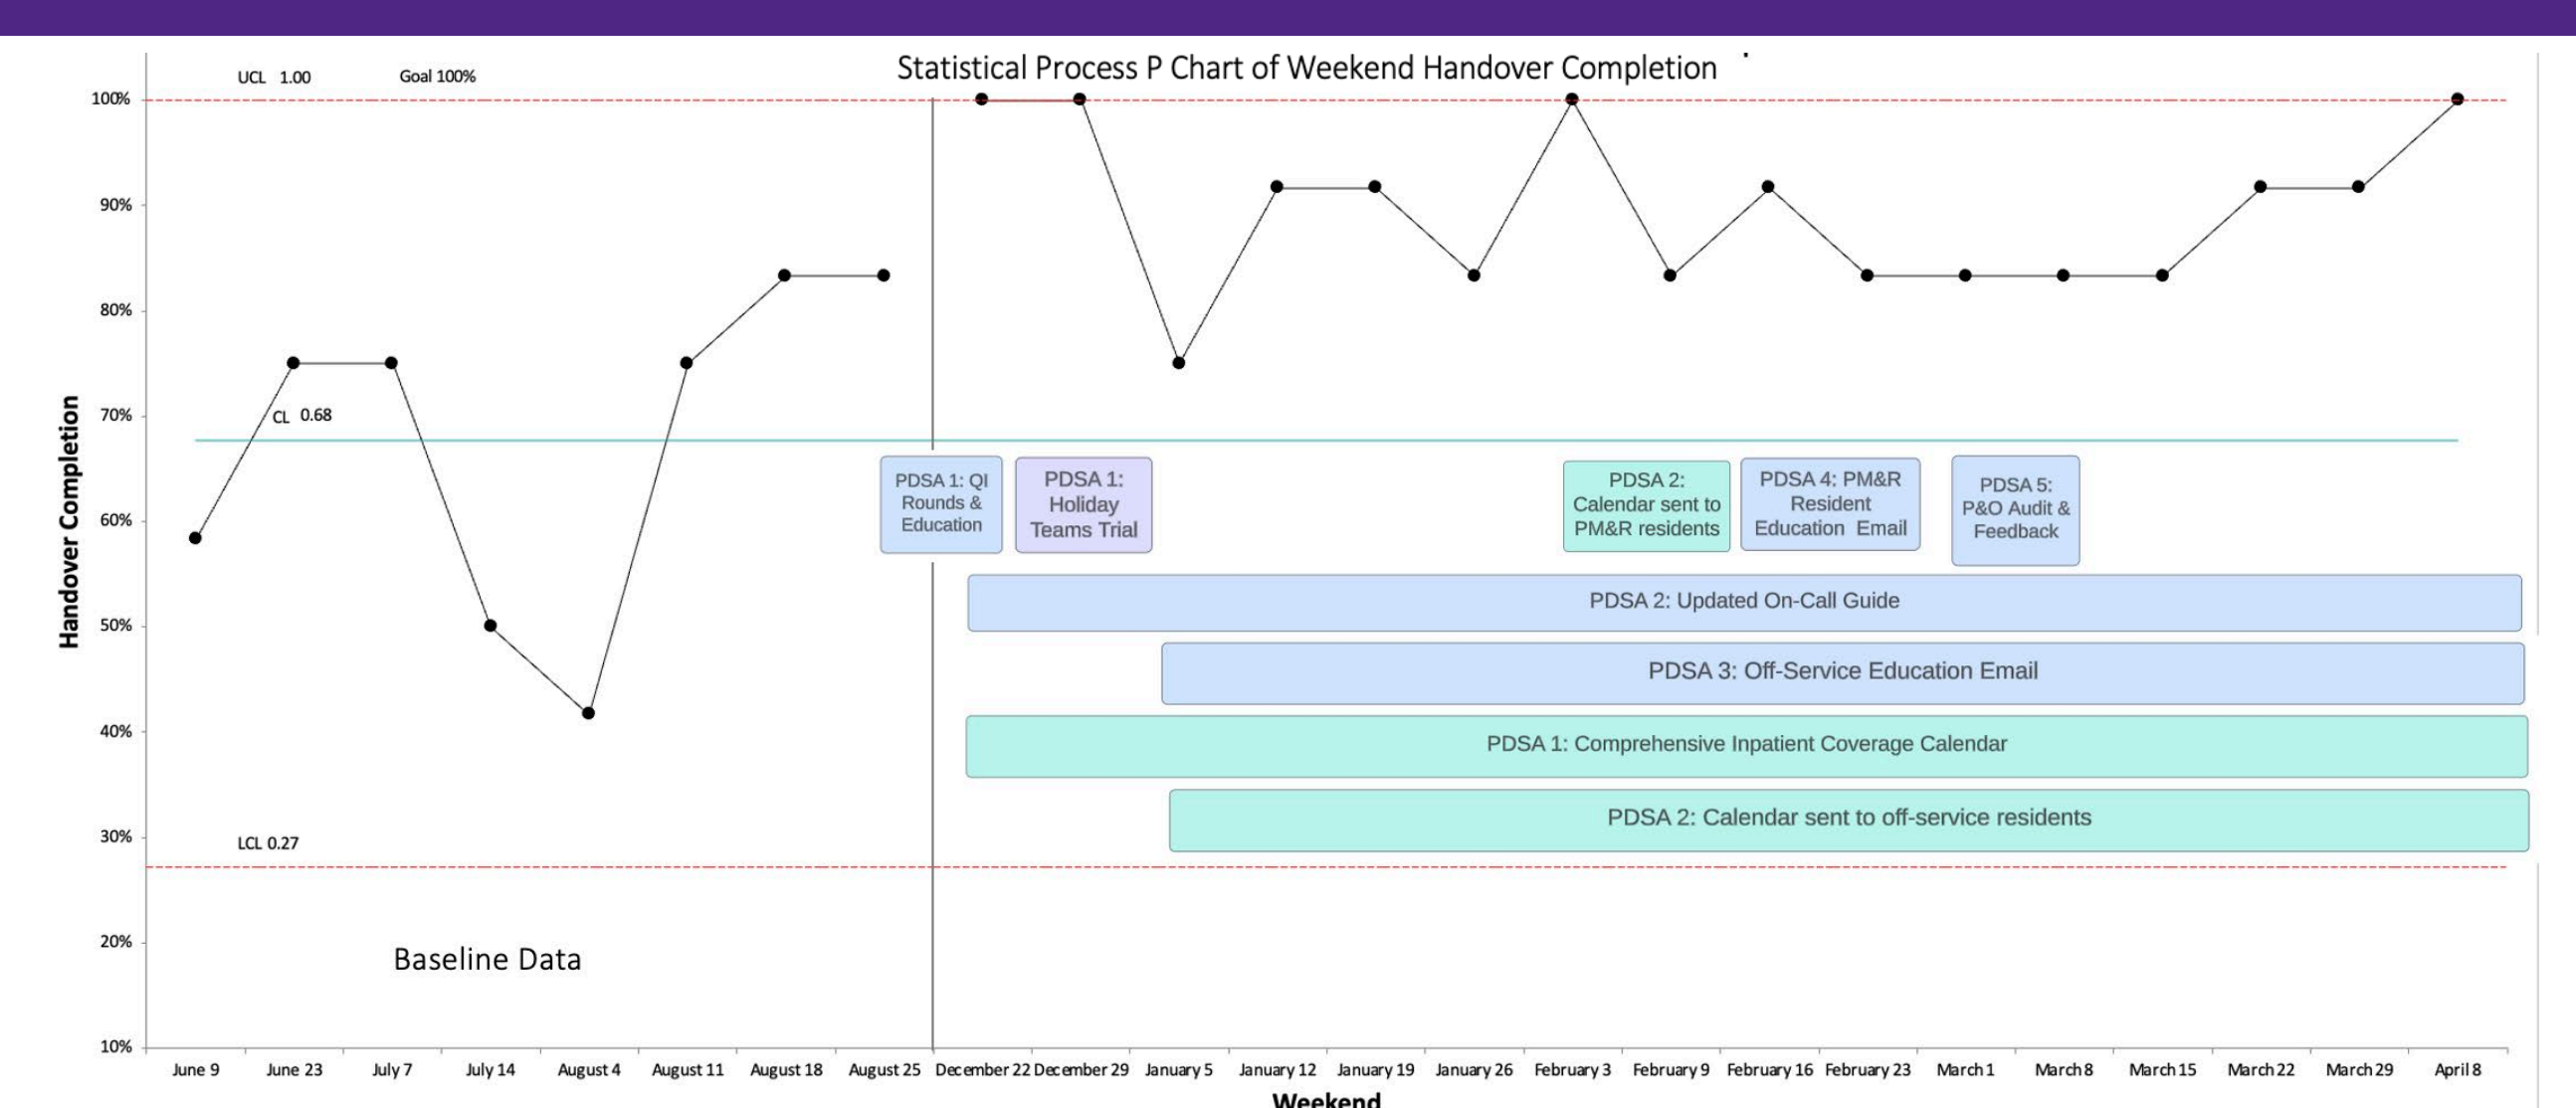 Statistical Process P Chart of Weekend Handover Completion
UCL 1.00
Goal 100%
100%
90%
80%
70%
60%
50%
40%
30%
20%
10%
Handover Completion
CL 0.68
LCL 0.27
Baseline Data
PDSA 1: QI
Rounds &
Education
PDSA 1:
Holiday
Teams Trial
PDSA 2:
Calendar sent to
PM&R residents
PDSA 4: PM&R
Resident
Education Email
PDSA 5:
P&O Audit &
Feedback
PDSA 2: Updated On-Call Guide
PDSA 3: Off-Service Education Email
PDSA 1: Comprehensive Inpatient Coverage Calendar
PDSA 2: Calendar sent to off-service residents
June 9 June 23 July 7 July 14 August 4 August 11 August 18 August 25 December 22 December 29 January 5 January 12 January 19 January 26 February 3 February 9 February 16 February 23 March 1 March 8 March 15 March 22 March 29 April 8
Weekend